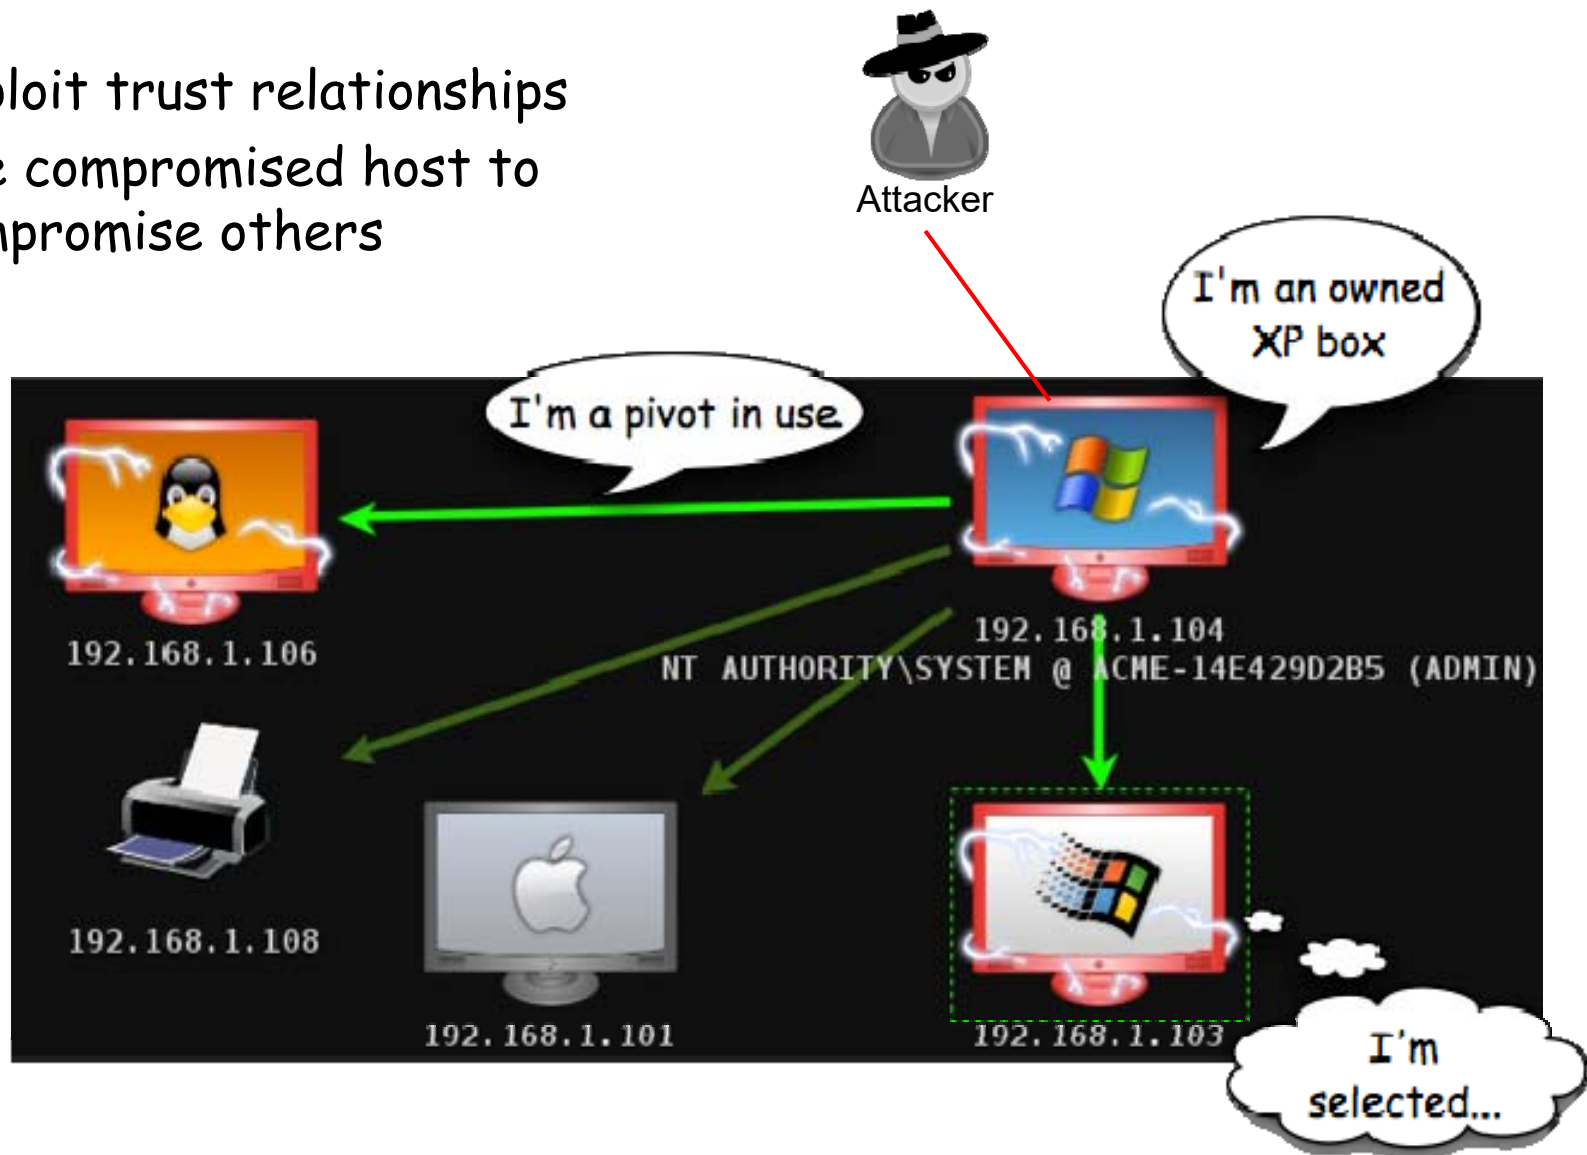 ploit trust relationships
e compromised host to
mpromise others
Attacker
I'm an owned
XP box
I'm a pivot in use
192.168.1.106
192.168.1.104
NT AUTHORITY\SYSTEM @ ACME-14E429D2B5 (ADMIN)
192.168.1.108
192.168.1.101
192.168.1.103
I'm
selected...